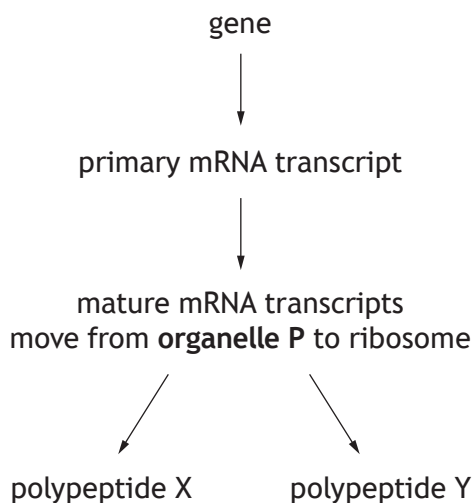 gene
primary mRNA transcript
mature mRNA transcripts
move from organelle P to ribosome
polypeptide X
polypeptide Y